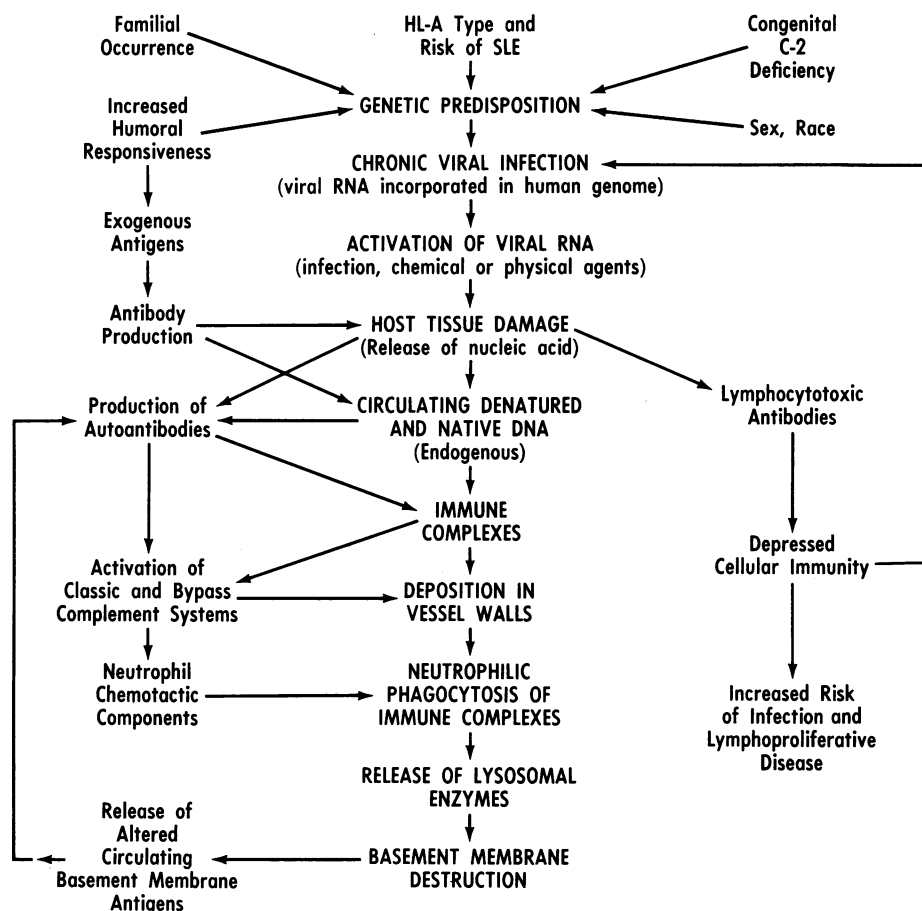 Familial
Occurrence
HL-A Type and
Risk of SLE
Congenital
C-2
Deficiency
Increased
Humoral
Responsiveness
GENETIC PREDISPOSITION
Sex, Race
CHRONIC VIRAL INFECTION
(viral RNA incorporated in human genome)
Exogenous
Antigens
ACTIVATION OF VIRAL RNA
(infection, chemical or physical agents)
Antibody
Production
HOST TISSUE DAMAGE
(Release of nucleic acid)
Production of
Autoantibodies
CIRCULATING DENATURED
AND NATIVE DNA
(Endogenous)
Lymphocytotoxic
Antibodies
IMMUNE
COMPLEXES
Depressed
Cellular Immunity
Activation of
Classic and Bypass
Complement Systems
DEPOSITION IN
VESSEL WALLS
Neutrophil
Chemotactic
Components
NEUTROPHILIC
PHAGOCYTOSIS OF
IMMUNE COMPLEXES
Increased Risk
of Infection and
Lymphoproliferative
Disease
RELEASE OF LYSOSOMAL
ENZYMES
Release of
Altered
Circulating
Basement Membrane
Antigens
BASEMENT MEMBRANE
DESTRUCTION